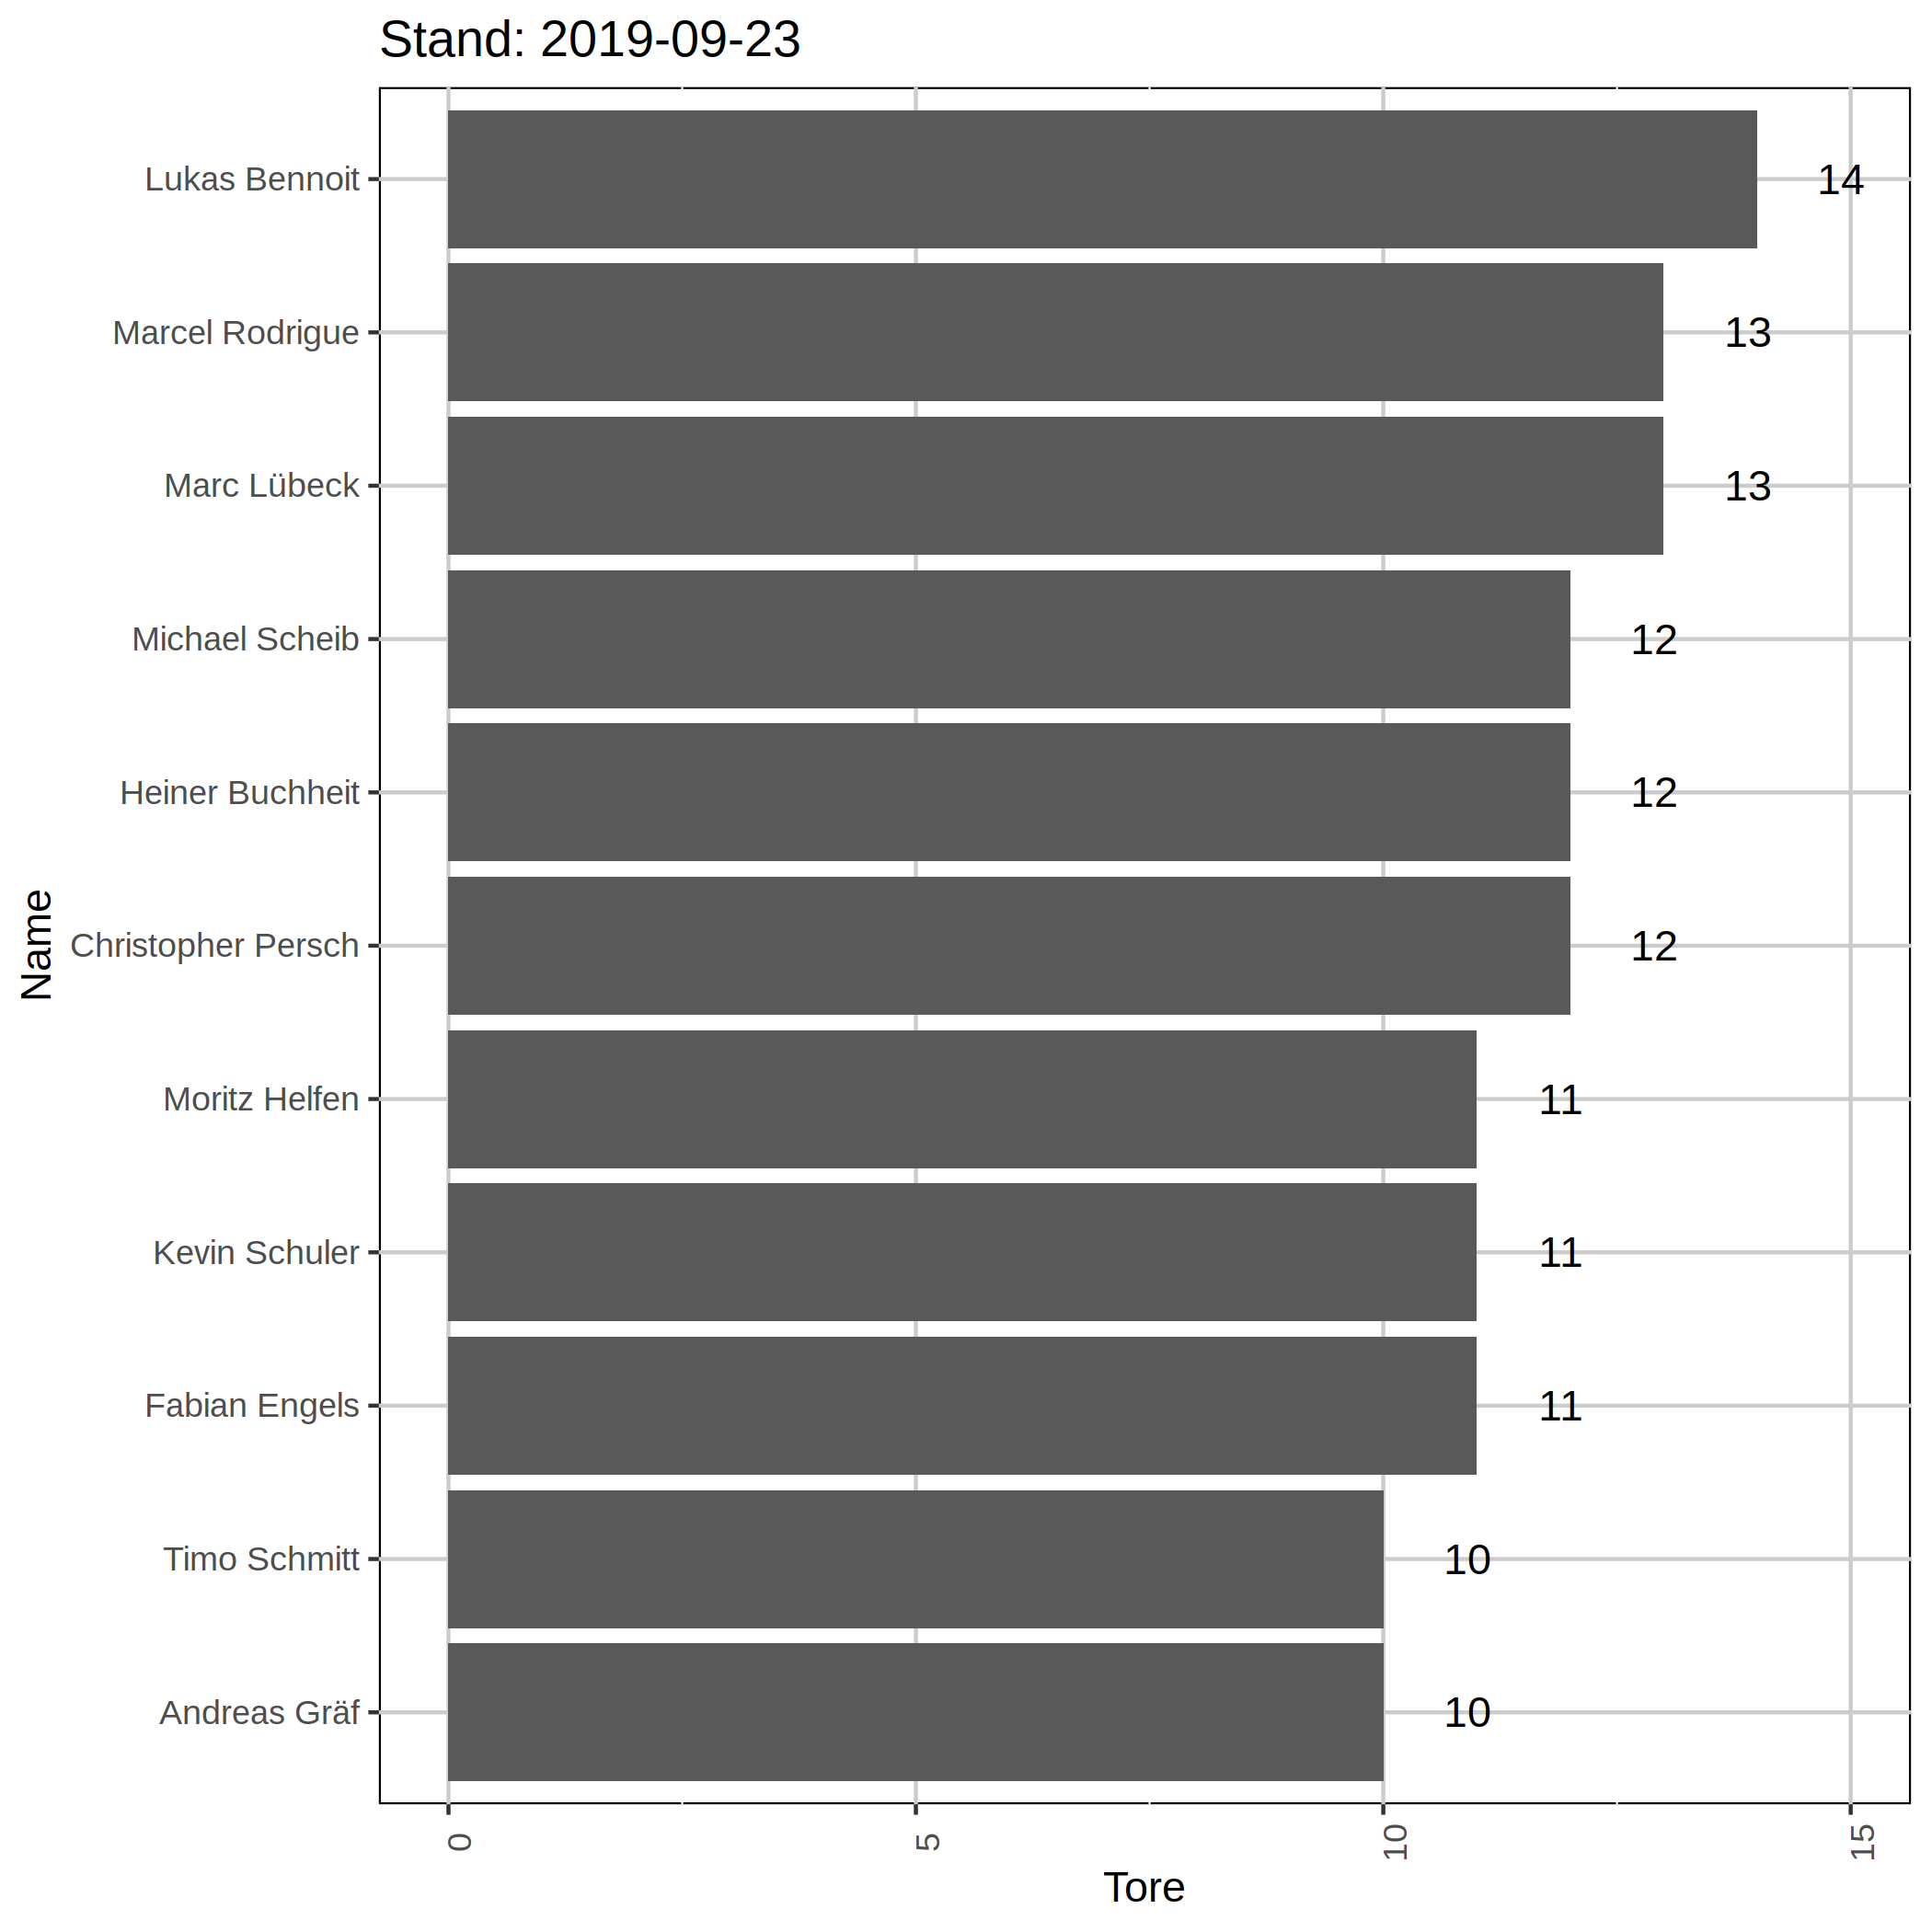 Stand: 2019-09-23
Lukas Bennoit 14
Marcel Rodrigue 13
Marc Lübeck 13
Michael Scheib 12
Heiner Buchheit 12
Christopher Persch 12
Moritz Helfen 11
Kevin Schuler 11
Fabian Engels 11
Timo Schmitt 10
Andreas Gräf 10
Name
0 5 10 15
Tore